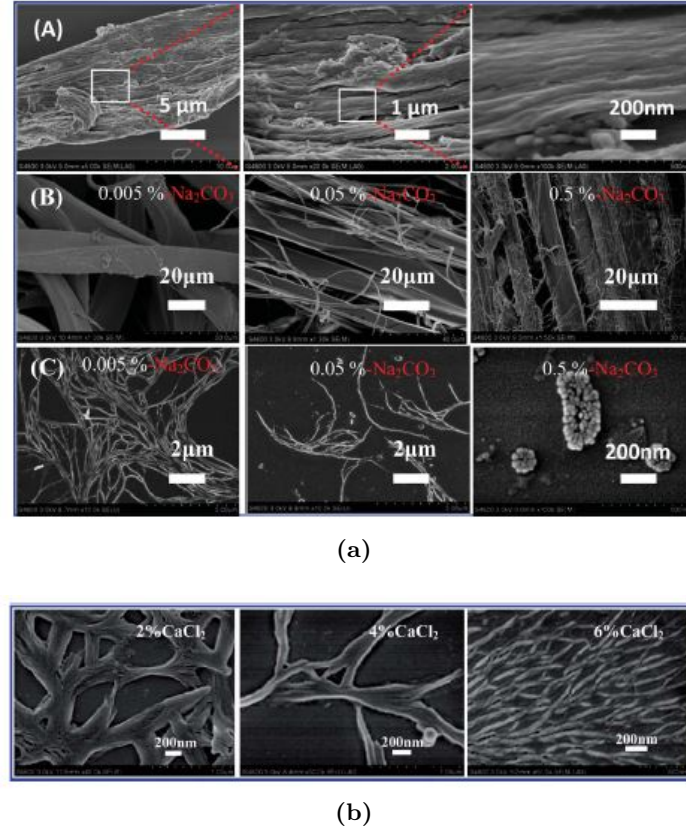 (A)
5 μm
1 μm
200nm
(B)
0.005 %-Na₂CO₃
0.05 %-Na₂CO₃
0.5 %-Na₂CO₃
20μm
20μm
20μm
(C)
0.005 %-Na₂CO₃
0.05 %-Na₂CO₃
0.5 %-Na₂CO₃
2μm
2μm
200nm
(a)
2%CaCl₂
4%CaCl₂
6%CaCl₂
200nm
200nm
200nm
(b)